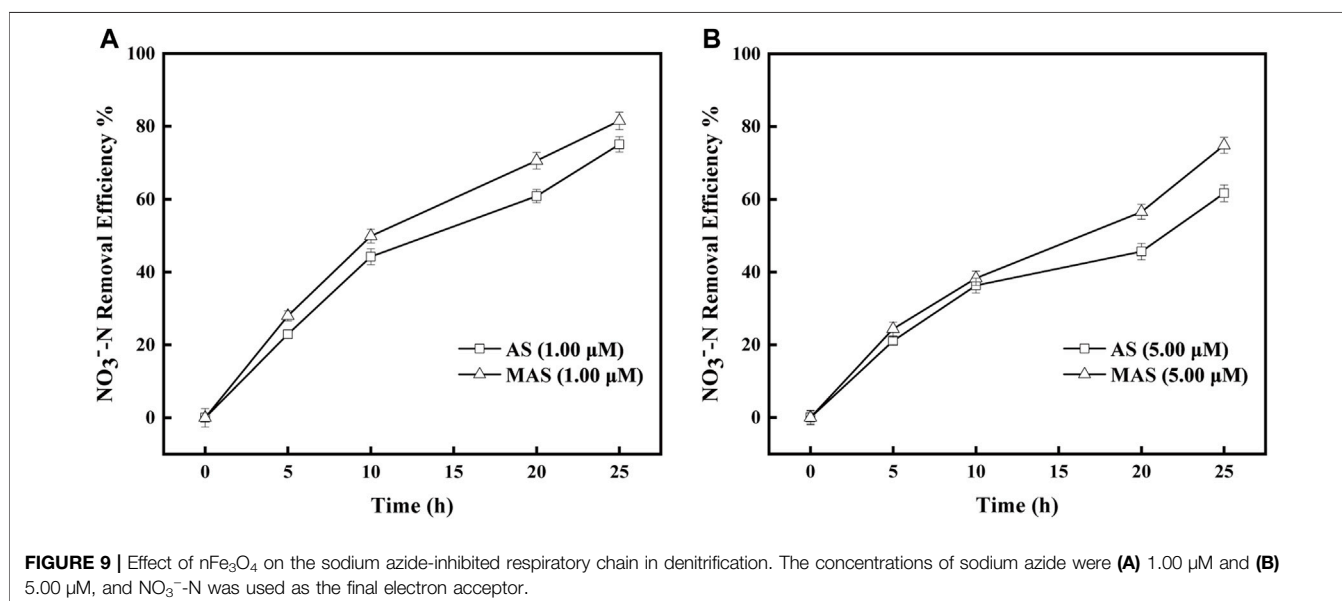 A
NO₃⁻-N Removal Efficiency %
100
80
60
40
20
0
AS (1.00 µM)
MAS (1.00 µM)
0 5 10 15 20 25
Time (h)
B
NO₃⁻-N Removal Efficiency %
100
80
60
40
20
0
AS (5.00 µM)
MAS (5.00 µM)
0 5 10 15 20 25
Time (h)
FIGURE 9 | Effect of nFe₃O₄ on the sodium azide-inhibited respiratory chain in denitrification. The concentrations of sodium azide were (A) 1.00 µM and (B)
5.00 µM, and NO₃⁻-N was used as the final electron acceptor.